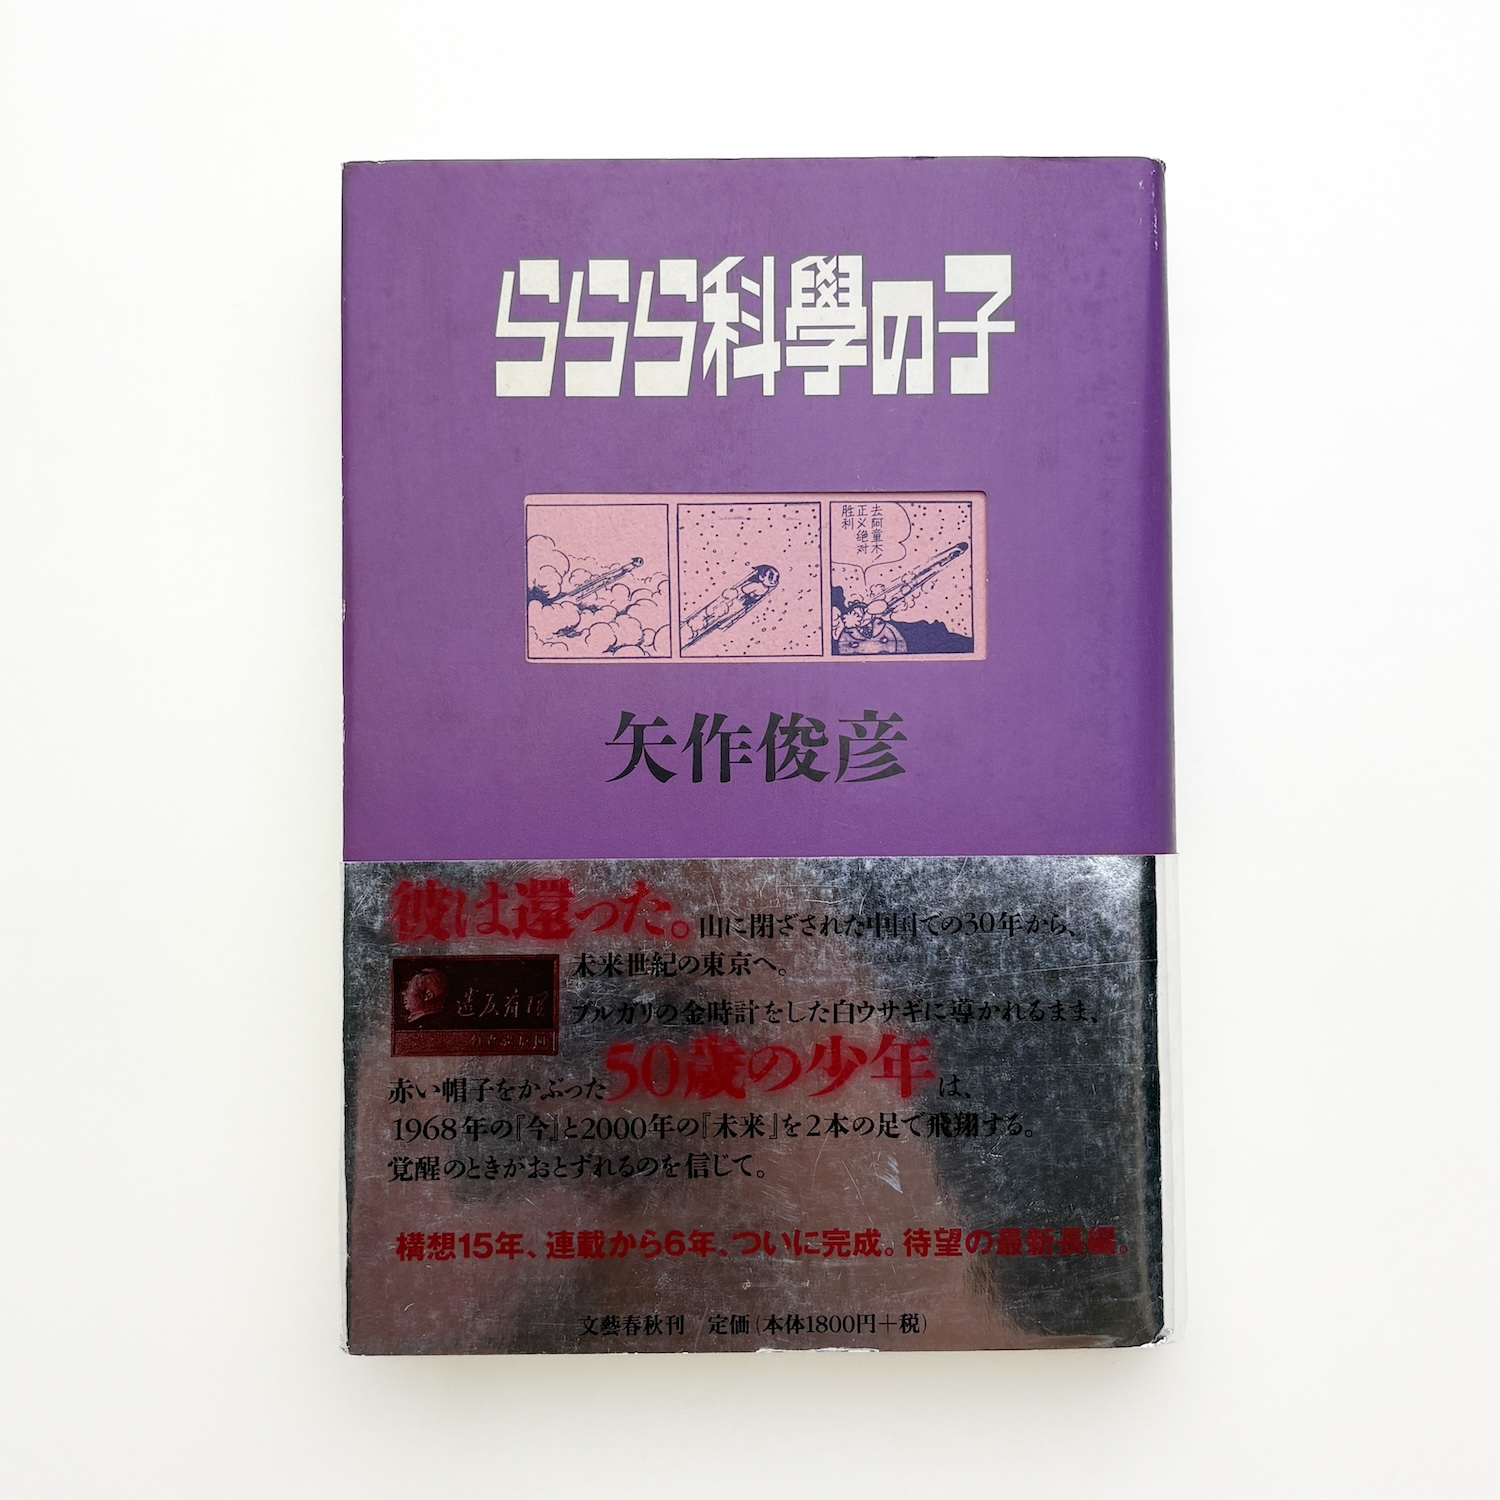 ららら科學の子
去阿童木!
正义绝对
胜利
矢作俊彦
彼は還った。山に閉ざされた中国での30年から、
未来世紀の東京へ。
造反有理
ブルガリの金時計をした白ウサギに導かれるまま、
赤い帽子をかぶった50歳の少年は、
1968年の『今』と2000年の『未来』を2本の足で飛翔する。
覚醒のときがおとずれるのを信じて。
構想15年、連載から6年、ついに完成。待望の最新長編。
文藝春秋刊 定価(本体1800円+税)